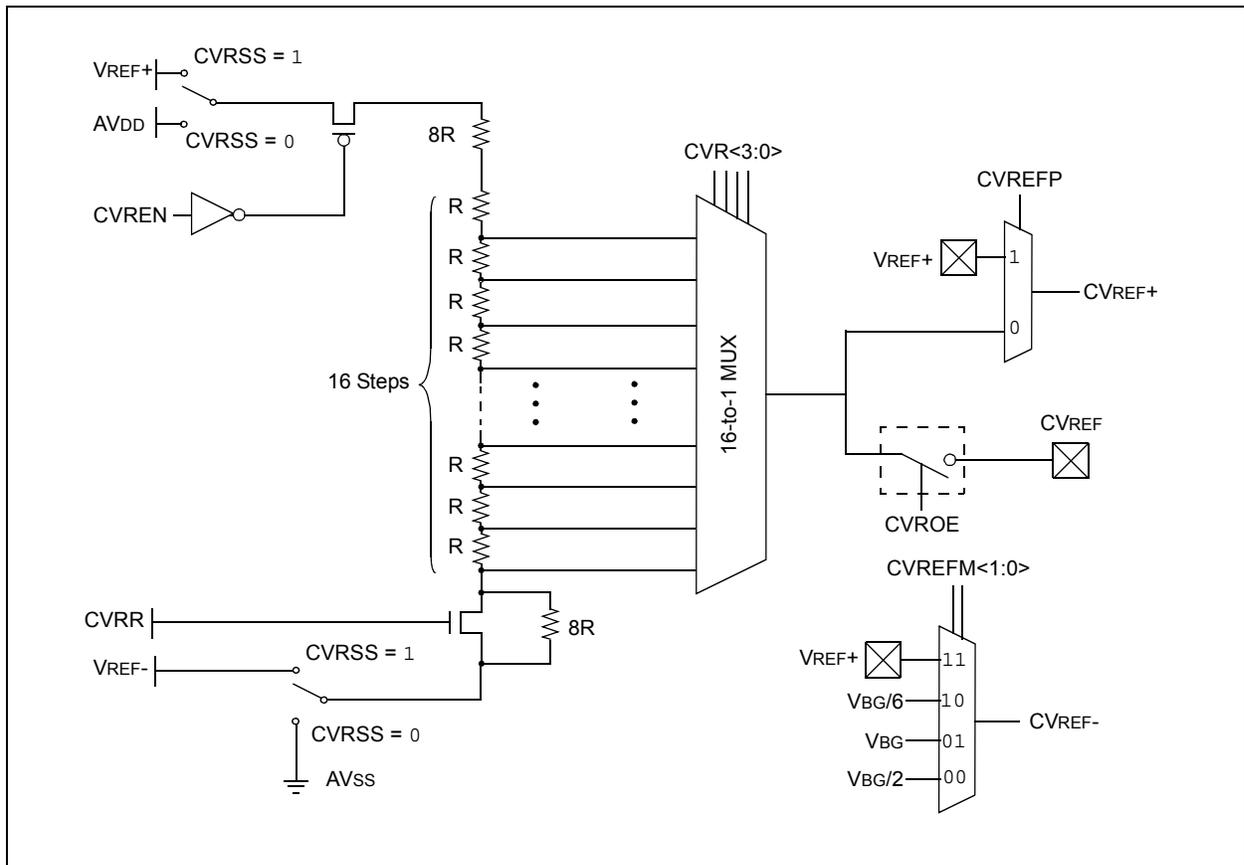 CVRSS = 1
VREF+
AVDD
CVRSS = 0
8R
CVREN
R
R
R
R
16 Steps
R
R
R
CVR<3:0>
16-to-1 MUX
CVREFP
VREF+
1
CVREF+
0
CVREF
CVROE
CVRR
8R
VREF-
CVRSS = 1
CVRSS = 0
AVSS
CVREFM<1:0>
VREF+
11
VBG/6
10
CVREF-
VBG
01
VBG/2
00